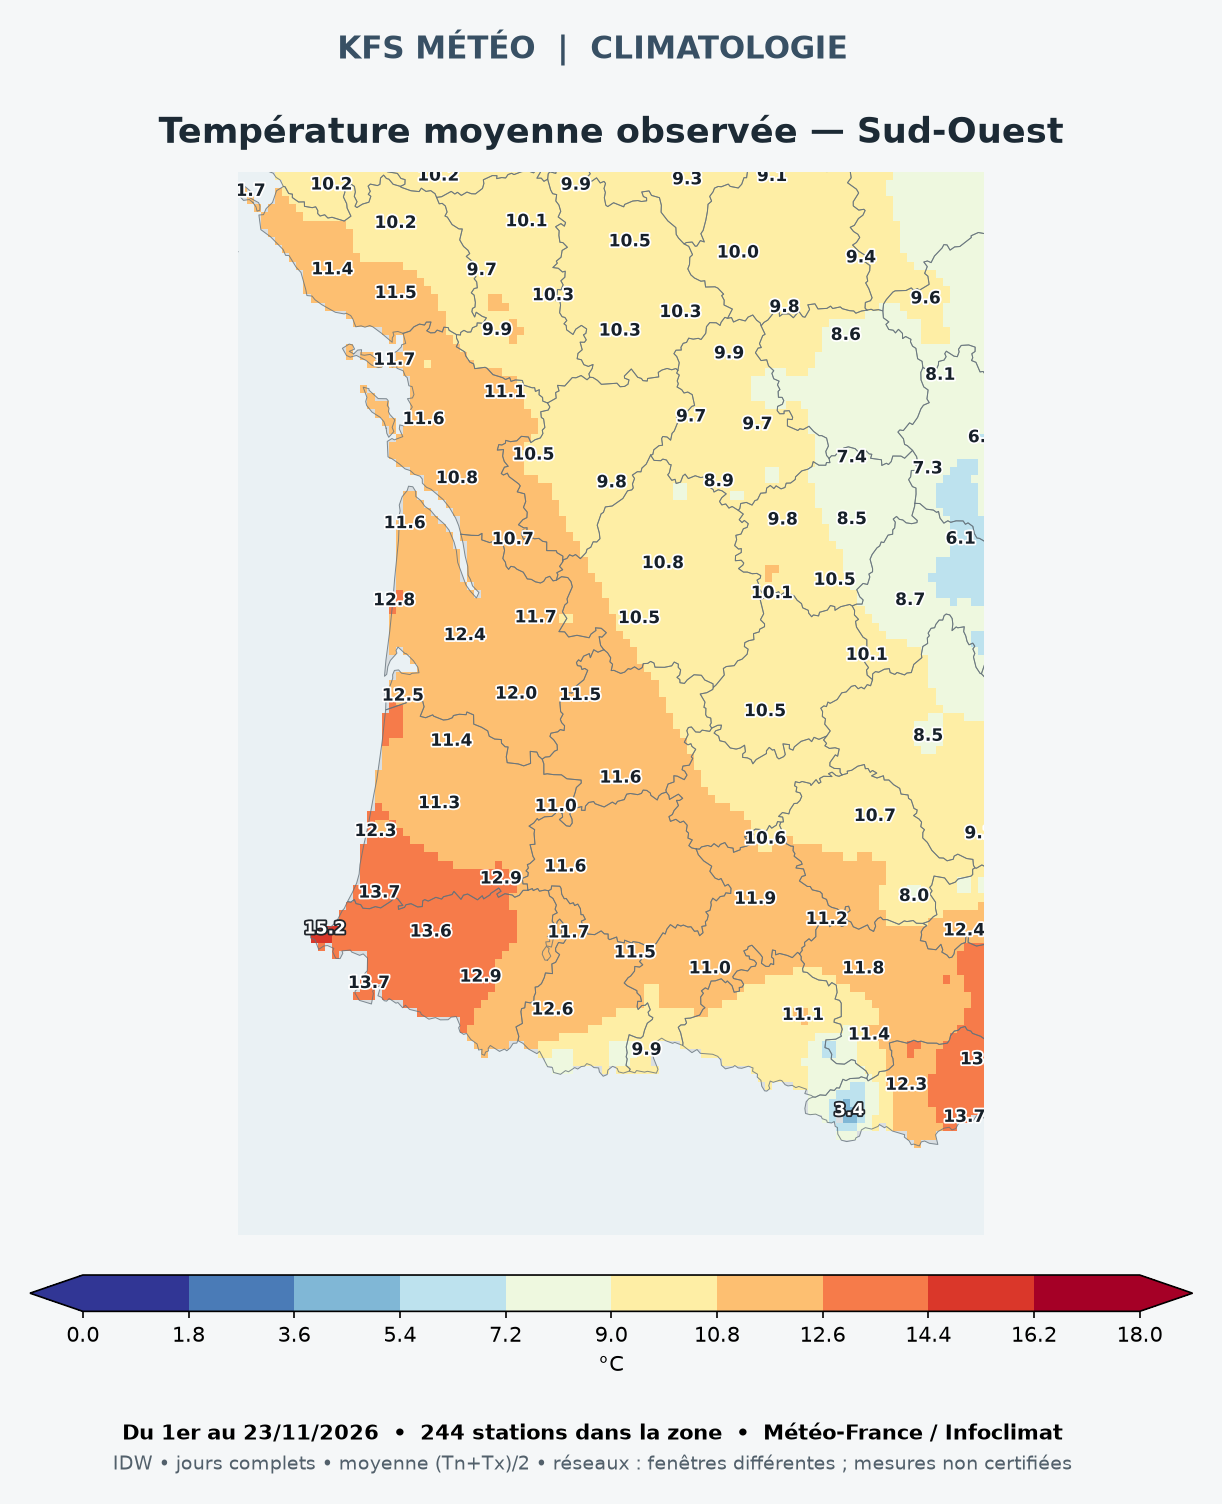 KFS MÉTÉO | CLIMATOLOGIE
Température moyenne observée — Sud-Ouest
10.2 9.3 9.1
1.7 10.2 9.9
10.2 10.1
10.5
10.0 9.4
11.4 9.7
11.5 10.3 9.6
10.3 9.8
9.9 10.3 8.6
11.7 9.9
8.1
11.1
11.6 9.7 9.7
6.
10.5 7.4
7.3
10.8 9.8 8.9
11.6 9.8 8.5
10.7 6.1
10.8
10.5
12.8 10.1 8.7
11.7 10.5
12.4
10.1
12.5 12.0 11.5
10.5
11.4 8.5
11.6
11.3 11.0
10.7
12.3 10.6 9.
11.6
12.9
13.7 11.9 8.0
11.2
15.2 13.6 11.7 12.4
11.5
12.9 11.0 11.8
13.7
12.6 11.1
11.4
9.9 13
12.3
3.4 13.7
0.0 1.8 3.6 5.4 7.2 9.0 10.8 12.6 14.4 16.2 18.0
°C
Du 1er au 23/11/2026 • 244 stations dans la zone • Météo-France / Infoclimat
IDW • jours complets • moyenne (Tn+Tx)/2 • réseaux : fenêtres différentes ; mesures non certifiées